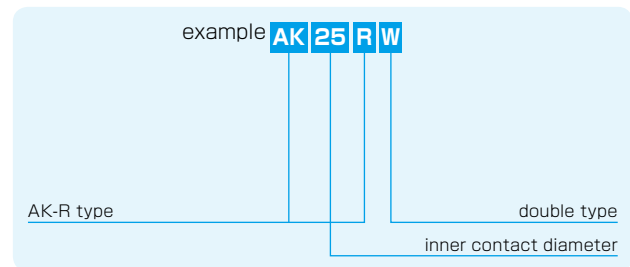 example AK 25 R W
AK-R type
double type
inner contact diameter